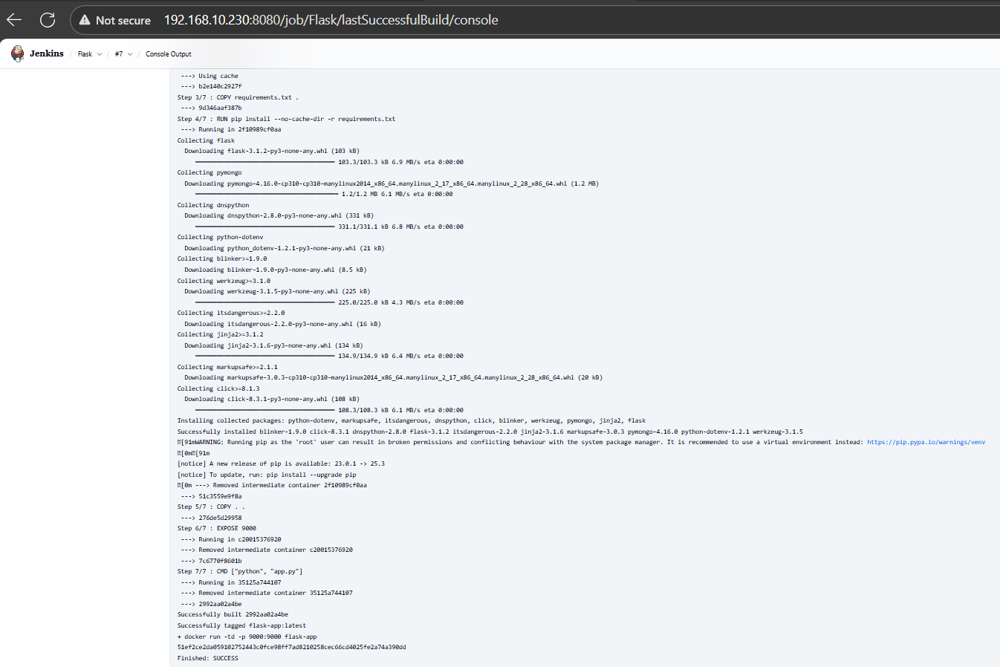 Not secure 192.168.10.230:8080/job/Flask/lastSuccessfulBuild/console
Jenkins / Flask / #7 / Console Output
---> Using cache
---> b2e140c2927f
Step 3/7 : COPY requirements.txt .
---> 9d346aaf387b
Step 4/7 : RUN pip install --no-cache-dir -r requirements.txt
---> Running in 2f10989cf0aa
Collecting flask
Downloading flask-3.1.2-py3-none-any.whl (103 kB)
━━━━━━━━━━━━━━━━━━━━━━━━━━━━━━━━━━━━━━━ 103.3/103.3 kB 6.9 MB/s eta 0:00:00
Collecting pymongo
Downloading pymongo-4.16.0-cp310-cp310-manylinux2014_x86_64.manylinux_2_17_x86_64.manylinux_2_28_x86_64.whl (1.2 MB)
━━━━━━━━━━━━━━━━━━━━━━━━━━━━━━━━━━━━━━━━ 1.2/1.2 MB 6.1 MB/s eta 0:00:00
Collecting dnspython
Downloading dnspython-2.8.0-py3-none-any.whl (331 kB)
━━━━━━━━━━━━━━━━━━━━━━━━━━━━━━━━━━━━━━━ 331.1/331.1 kB 6.8 MB/s eta 0:00:00
Collecting python-dotenv
Downloading python_dotenv-1.2.1-py3-none-any.whl (21 kB)
Collecting blinker>=1.9.0
Downloading blinker-1.9.0-py3-none-any.whl (8.5 kB)
Collecting werkzeug>=3.1.0
Downloading werkzeug-3.1.5-py3-none-any.whl (225 kB)
━━━━━━━━━━━━━━━━━━━━━━━━━━━━━━━━━━━━━━━ 225.0/225.0 kB 4.3 MB/s eta 0:00:00
Collecting itsdangerous>=2.2.0
Downloading itsdangerous-2.2.0-py3-none-any.whl (16 kB)
Collecting jinja2>=3.1.2
Downloading jinja2-3.1.6-py3-none-any.whl (134 kB)
━━━━━━━━━━━━━━━━━━━━━━━━━━━━━━━━━━━━━━━ 134.9/134.9 kB 6.4 MB/s eta 0:00:00
Collecting markupsafe>=2.1.1
Downloading markupsafe-3.0.3-cp310-cp310-manylinux2014_x86_64.manylinux_2_17_x86_64.manylinux_2_28_x86_64.whl (20 kB)
Collecting click>=8.1.3
Downloading click-8.3.1-py3-none-any.whl (108 kB)
━━━━━━━━━━━━━━━━━━━━━━━━━━━━━━━━━━━━━━━ 108.3/108.3 kB 6.1 MB/s eta 0:00:00
Installing collected packages: python-dotenv, markupsafe, itsdangerous, dnspython, click, blinker, werkzeug, pymongo, jinja2, flask
Successfully installed blinker-1.9.0 click-8.3.1 dnspython-2.8.0 flask-3.1.2 itsdangerous-2.2.0 jinja2-3.1.6 markupsafe-3.0.3 pymongo-4.16.0 python-dotenv-1.2.1 werkzeug-3.1.5
[91mWARNING: Running pip as the 'root' user can result in broken permissions and conflicting behaviour with the system package manager. It is recommended to use a virtual environment instead: https://pip.pypa.io/warnings/venv
[0m[91m
[notice] A new release of pip is available: 23.0.1 -> 25.3
[notice] To update, run: pip install --upgrade pip
[0m ---> Removed intermediate container 2f10989cf0aa
---> 51c3559e9f8a
Step 5/7 : COPY . .
---> 276de5d29958
Step 6/7 : EXPOSE 9000
---> Running in c20015376920
---> Removed intermediate container c20015376920
---> 7c6770f8601b
Step 7/7 : CMD ["python", "app.py"]
---> Running in 35125a744107
---> Removed intermediate container 35125a744107
---> 2992aa02a4be
Successfully built 2992aa02a4be
Successfully tagged flask-app:latest
+ docker run -td -p 9000:9000 flask-app
51ef2ce2da059102752443c0fce98ff7ad8210258cec66cd4025fe2a74a390dd
Finished: SUCCESS